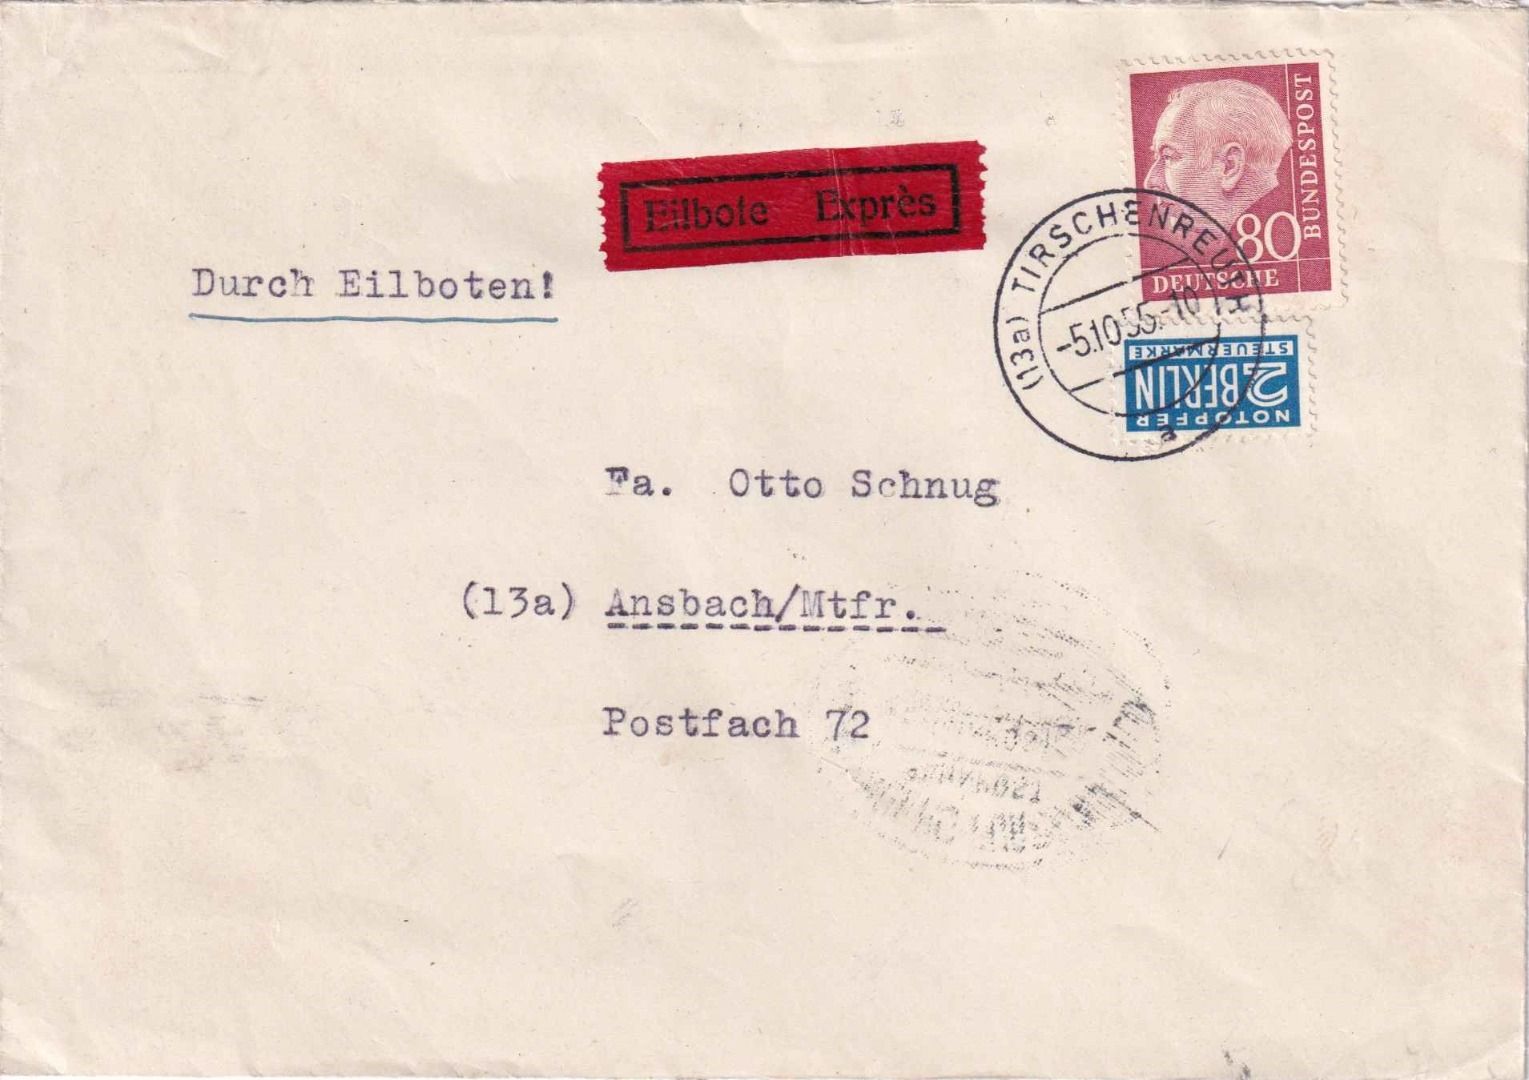 BUNDESPOST
80
DEUTSCHE
Eilbote Exprès
Durch Eilboten!
(13a) TIRSCHENREUTH
-5.10.55.-10
a
STEUERMARKE
2 BERLIN
NOTOPFER
Fa. Otto Schnug
(13a) Ansbach/Mtfr.
Postfach 72